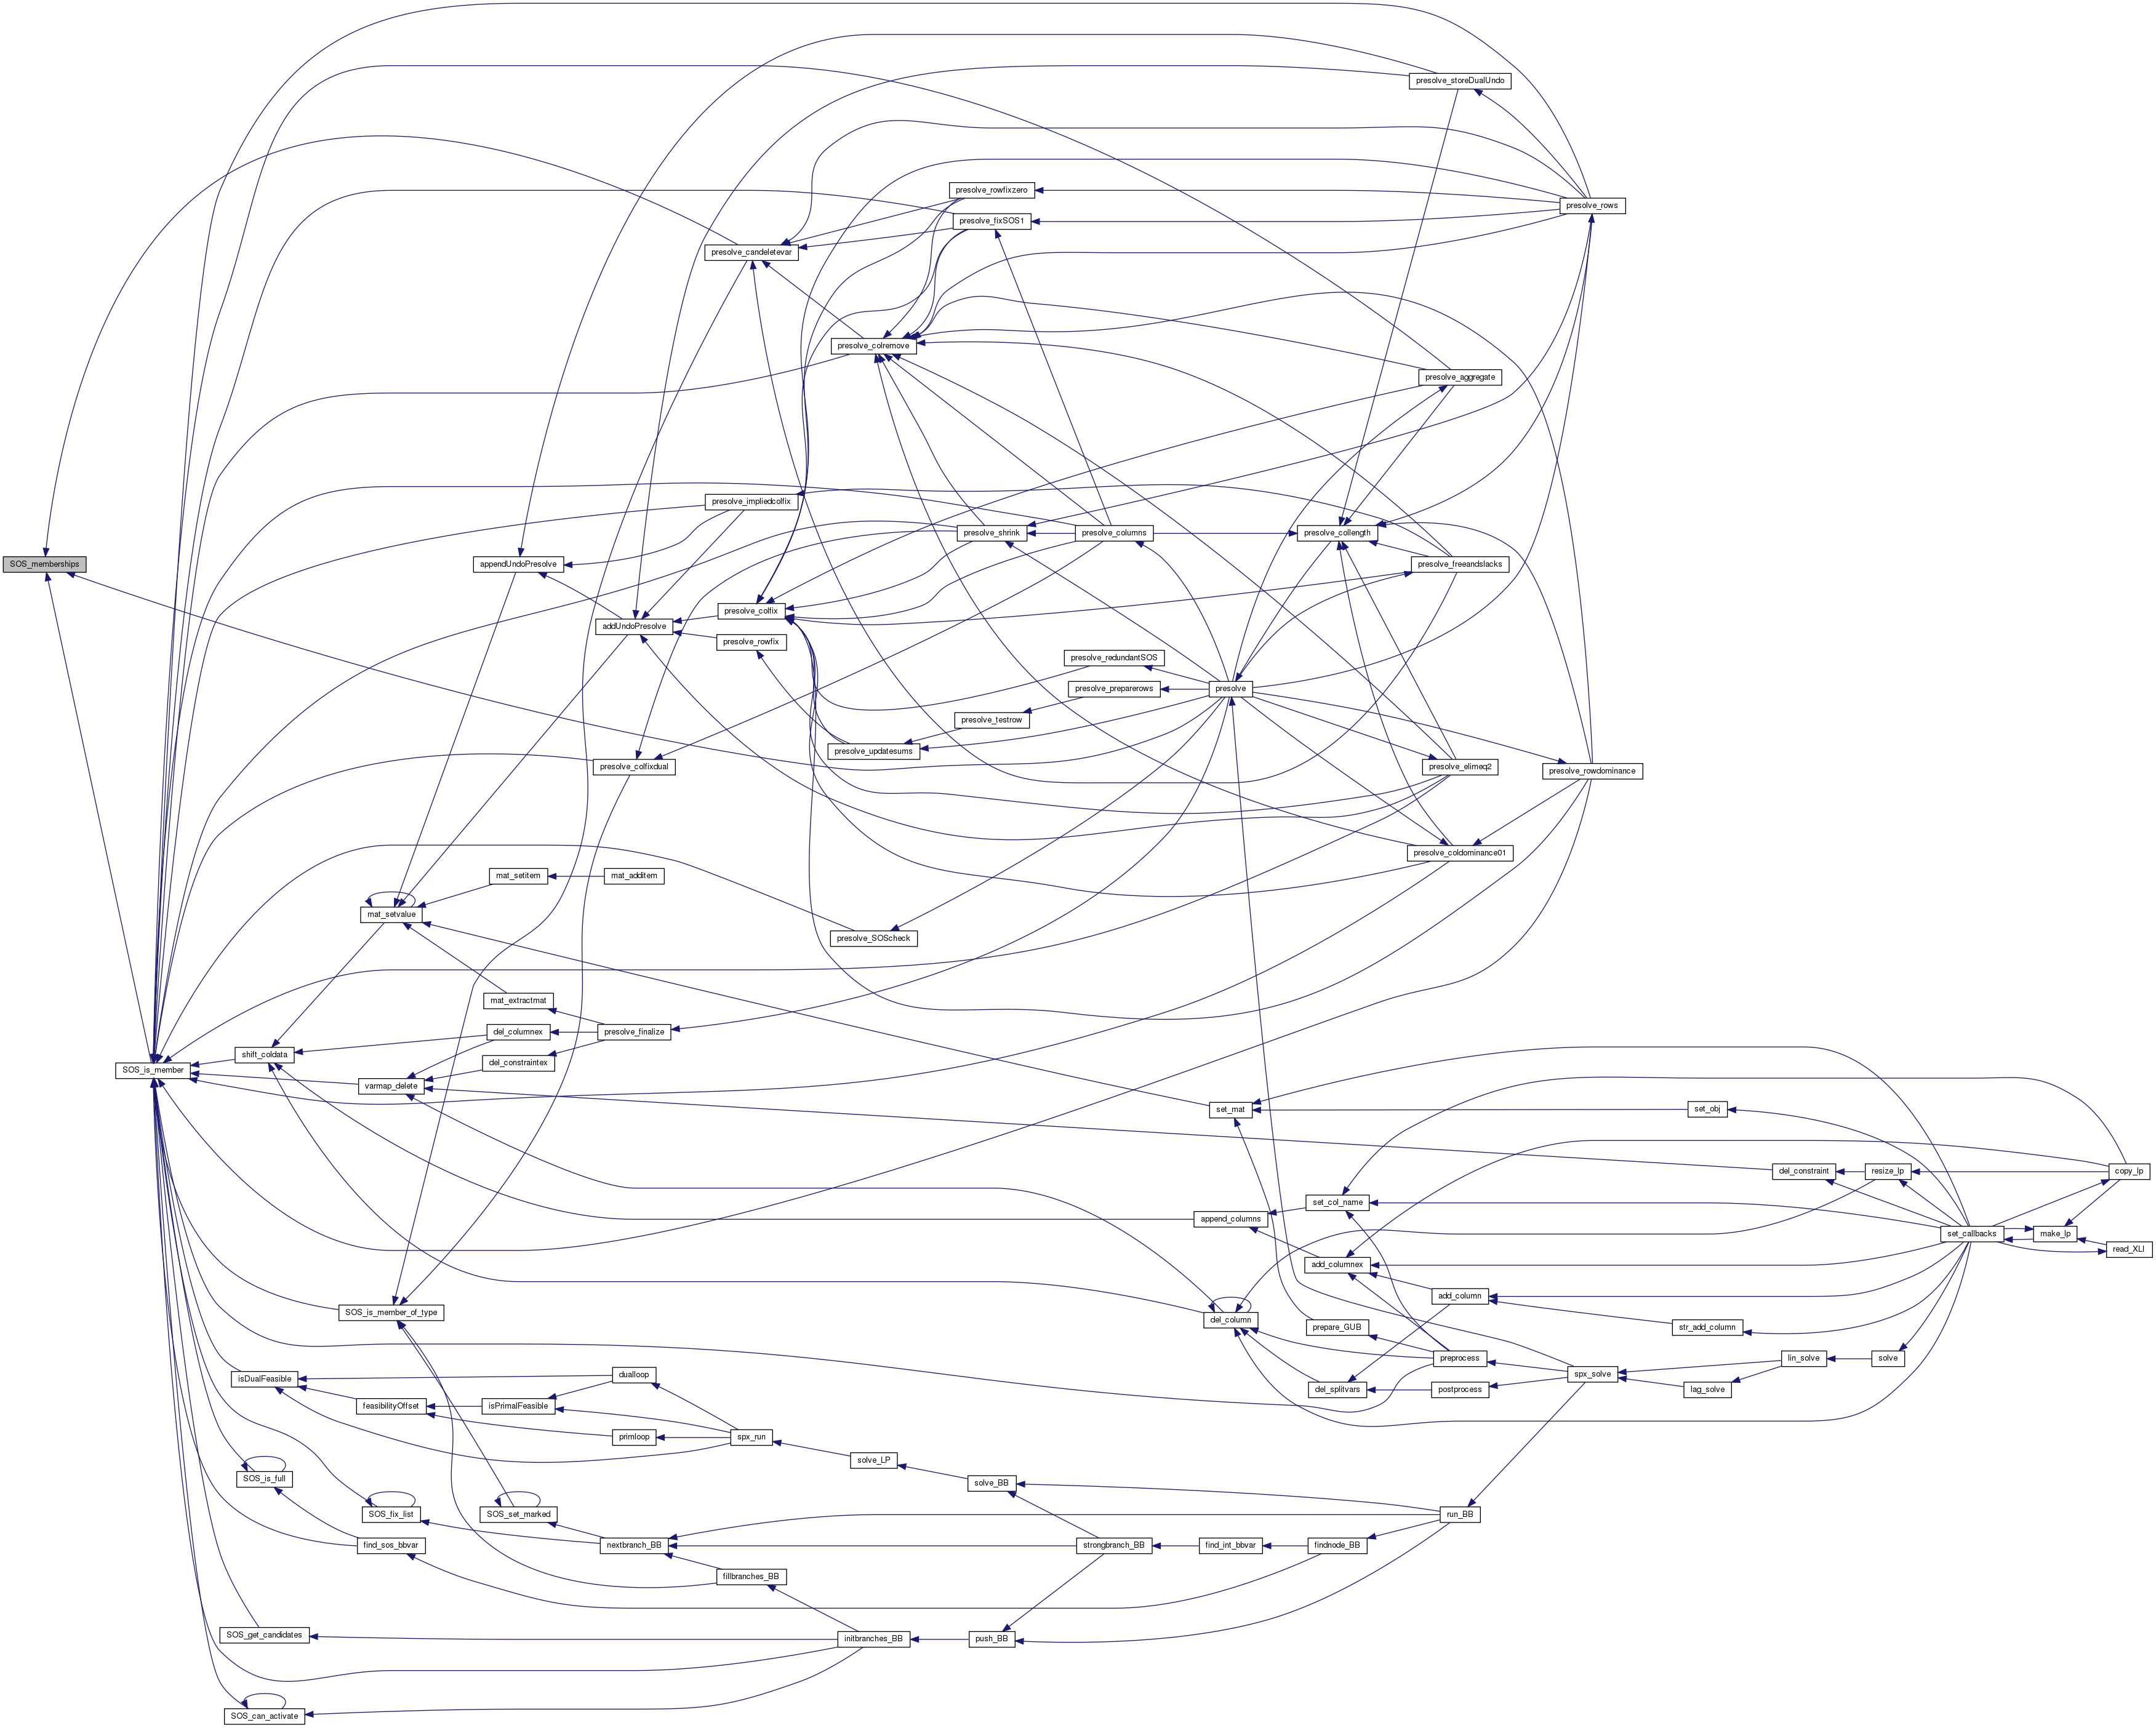 presolve_storeDualUndo
presolve_rowfixzero
presolve_rows
presolve_fixSOS1
presolve_candeletevar
presolve_colremove
presolve_aggregate
presolve_impliedcolfix
presolve_shrink
presolve_columns
presolve_collength
SOS_memberships
appendUndoPresolve
presolve_freeandslacks
presolve_colfix
addUndoPresolve
presolve_rowfix
presolve_redundantSOS
presolve_preparerows
presolve
presolve_testrow
presolve_updatesums
presolve_colfixdual
presolve_elimeq2
presolve_rowdominance
presolve_coldominance01
mat_setitem
mat_additem
mat_setvalue
presolve_SOScheck
mat_extractmat
del_columnex
presolve_finalize
shift_coldata
del_constraintex
SOS_is_member
varmap_delete
set_mat
set_obj
del_constraint
resize_lp
copy_lp
set_col_name
append_columns
set_callbacks
make_lp
read_XLI
add_columnex
add_column
SOS_is_member_of_type
del_column
prepare_GUB
str_add_column
preprocess
lin_solve
solve
isDualFeasible
dualloop
spx_solve
del_splitvars
postprocess
lag_solve
feasibilityOffset
isPrimalFeasible
primloop
spx_run
solve_LP
SOS_is_full
solve_BB
SOS_fix_list
SOS_set_marked
run_BB
find_sos_bbvar
nextbranch_BB
strongbranch_BB
find_int_bbvar
findnode_BB
fillbranches_BB
SOS_get_candidates
initbranches_BB
push_BB
SOS_can_activate